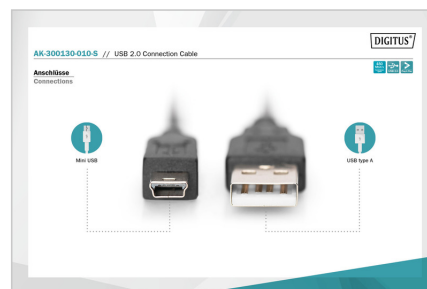 DIGITUS®
AK-300130-010-S // USB 2.0 Connection Cable
Anschlüsse
Connections
Mini USB
USB type A